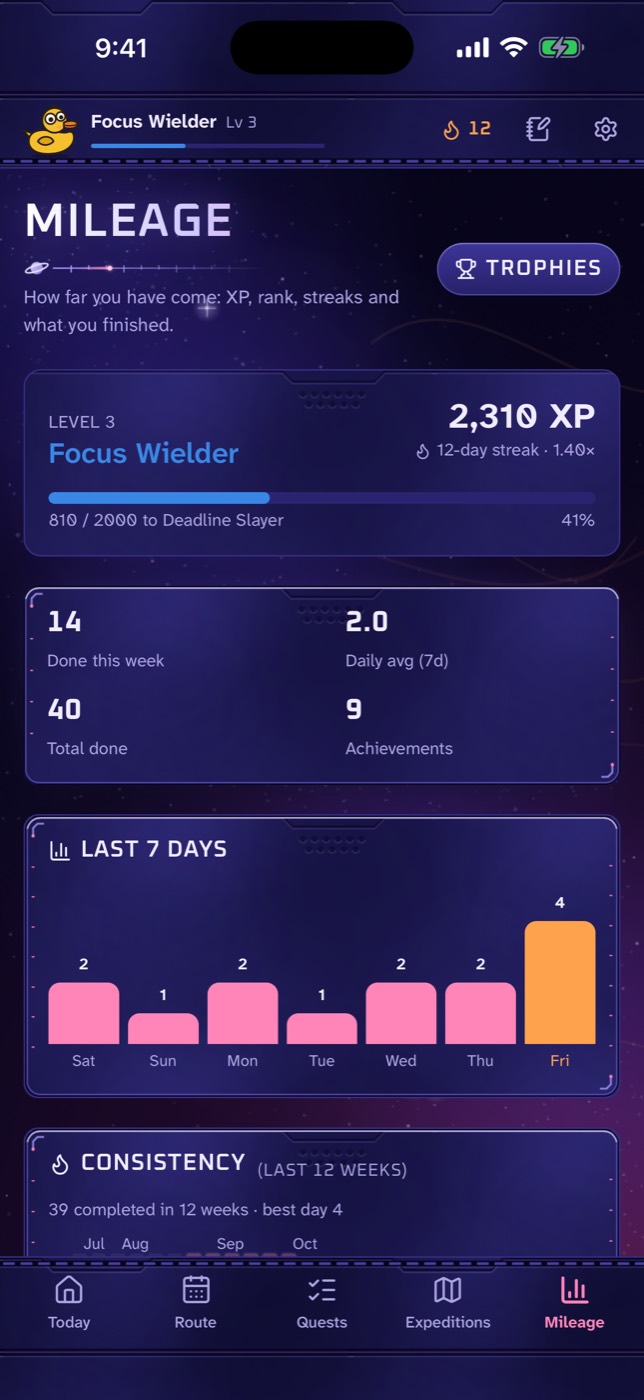 9:41
Focus Wielder Lv 3
12
MILEAGE
TROPHIES
How far you have come: XP, rank, streaks and
what you finished.
LEVEL 3
2,310 XP
Focus Wielder
12-day streak · 1.40×
810 / 2000 to Deadline Slayer
41%
14
2.0
Done this week
Daily avg (7d)
40
9
Total done
Achievements
LAST 7 DAYS
2
1
2
1
2
2
4
Sat
Sun
Mon
Tue
Wed
Thu
Fri
CONSISTENCY (LAST 12 WEEKS)
39 completed in 12 weeks · best day 4
Jul Aug Sep Oct
Today
Route
Quests
Expeditions
Mileage